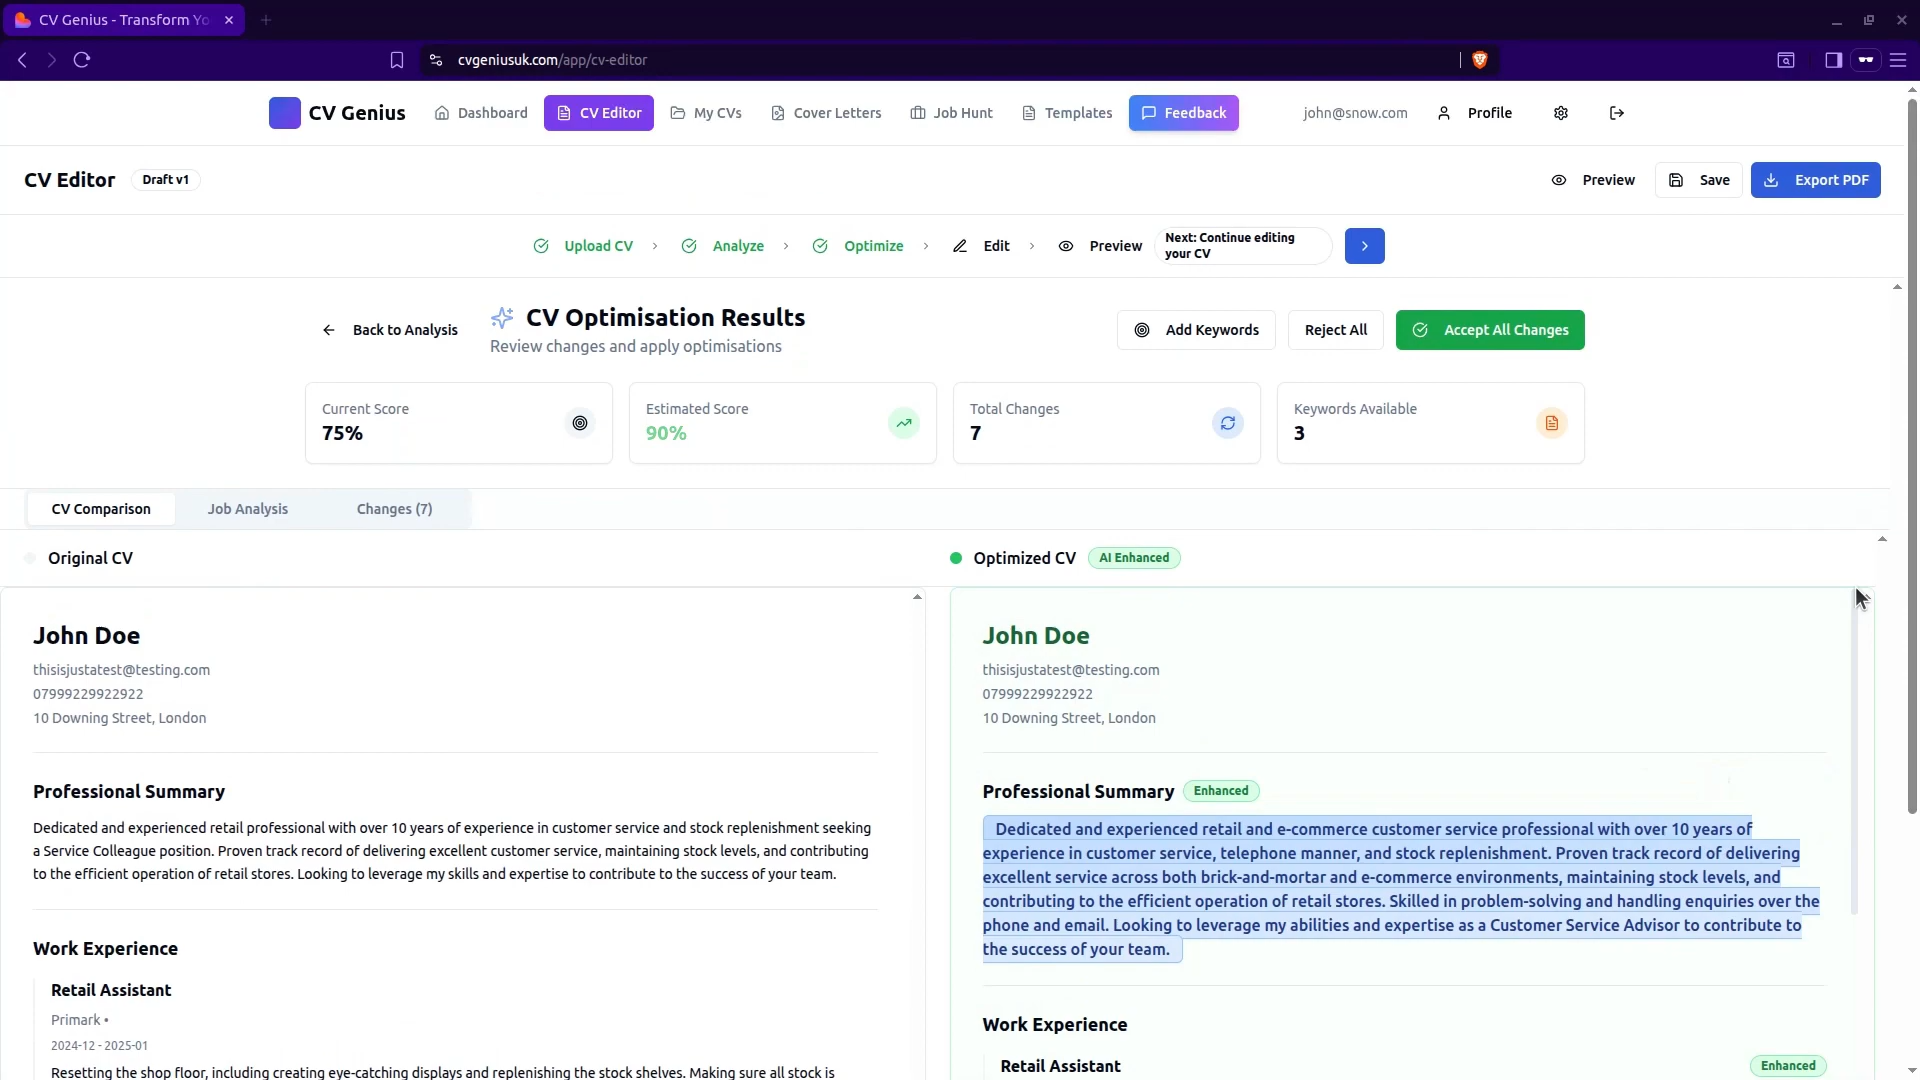 CV Genius - Transform Yo
cvgeniusuk.com/app/cv-editor
CV Genius
Dashboard
CV Editor
My CVs
Cover Letters
Job Hunt
Templates
Feedback
john@snow.com
Profile
CV Editor
Draft v1
Preview
Save
Export PDF
Upload CV
Analyze
Optimize
Edit
Preview
Next: Continue editing
your CV
Back to Analysis
CV Optimisation Results
Review changes and apply optimisations
Add Keywords
Reject All
Accept All Changes
Current Score
75%
Estimated Score
90%
Total Changes
7
Keywords Available
3
CV Comparison
Job Analysis
Changes (7)
Original CV
John Doe
thisisjustatest@testing.com
07999229922922
10 Downing Street, London
Professional Summary
Dedicated and experienced retail professional with over 10 years of experience in customer service and stock replenishment seeking
a Service Colleague position. Proven track record of delivering excellent customer service, maintaining stock levels, and contributing
to the efficient operation of retail stores. Looking to leverage my skills and expertise to contribute to the success of your team.
Work Experience
Retail Assistant
Primark •
2024-12 - 2025-01
Resetting the shop floor, including creating eye-catching displays and replenishing the stock shelves. Making sure all stock is
Optimized CV
AI Enhanced
John Doe
thisisjustatest@testing.com
07999229922922
10 Downing Street, London
Professional Summary
Enhanced
Dedicated and experienced retail and e-commerce customer service professional with over 10 years of
experience in customer service, telephone manner, and stock replenishment. Proven track record of delivering
excellent service across both brick-and-mortar and e-commerce environments, maintaining stock levels, and
contributing to the efficient operation of retail stores. Skilled in problem-solving and handling enquiries over the
phone and email. Looking to leverage my abilities and expertise as a Customer Service Advisor to contribute to
the success of your team.
Work Experience
Retail Assistant
Enhanced